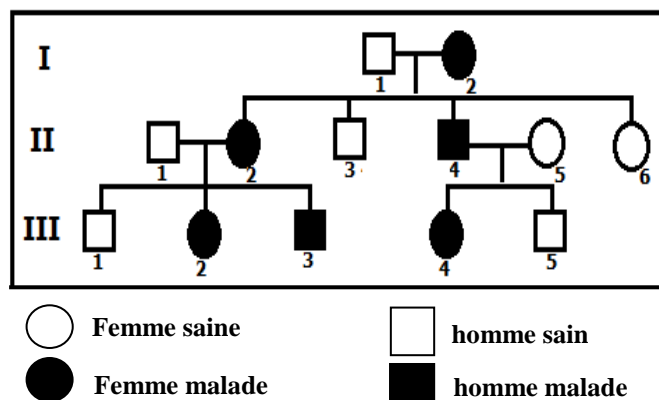 I
1 2
II
1 2 3 4 5 6
III
1 2 3 4 5
Femme saine homme sain
Femme malade homme malade